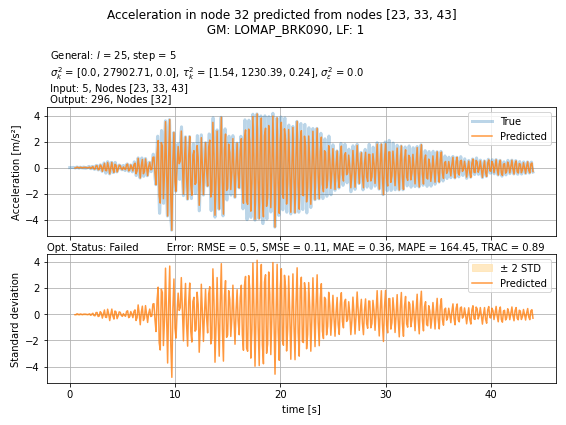 Acceleration in node 32 predicted from nodes [23, 33, 43]
GM: LOMAP_BRK090, LF: 1
General: l = 25, step = 5
σ²ₖ = [0.0, 27902.71, 0.0], τ²ₖ = [1.54, 1230.39, 0.24], σ²ε = 0.0
Input: 5, Nodes [23, 33, 43]
Output: 296, Nodes [32]
Acceleration [m/s²]
4
2
0
−2
−4
True
Predicted
Opt. Status: Failed Error: RMSE = 0.5, SMSE = 0.11, MAE = 0.36, MAPE = 164.45, TRAC = 0.89
Standard deviation
4
2
0
−2
−4
± 2 STD
Predicted
0 10 20 30 40
time [s]